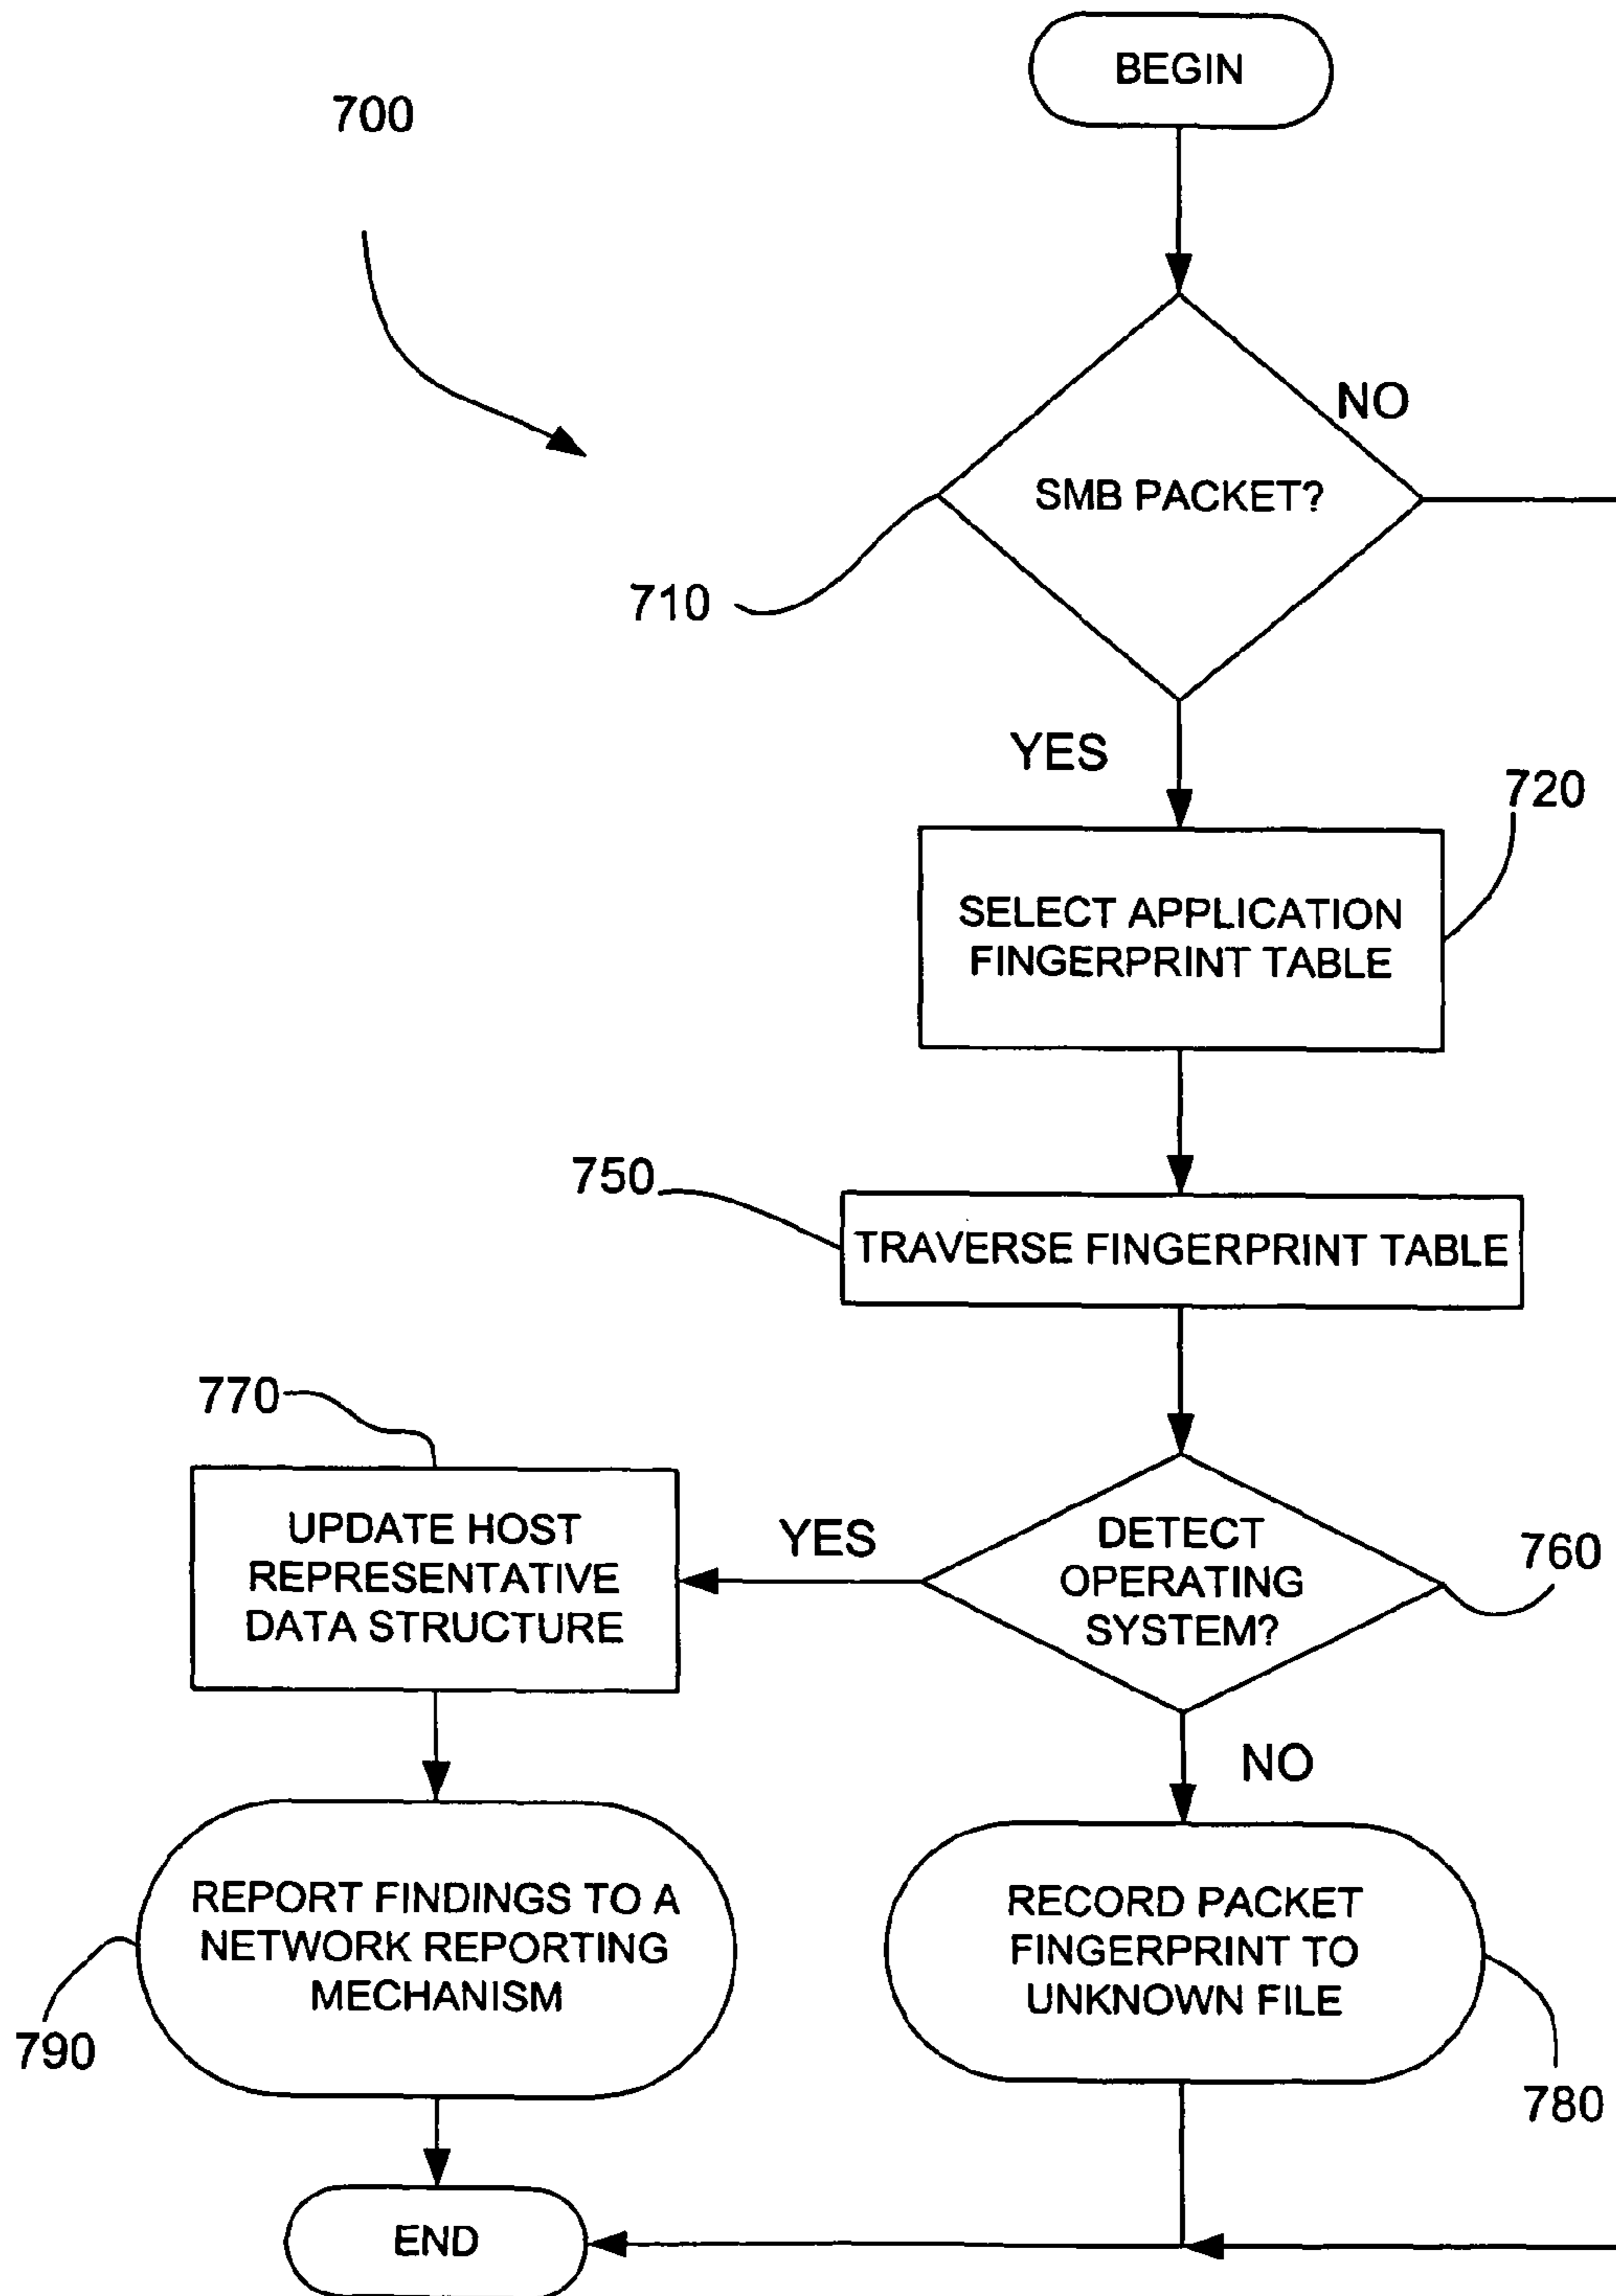 BEGIN
700
NO
SMB PACKET?
710
YES
720
SELECT APPLICATION
FINGERPRINT TABLE
750
TRAVERSE FINGERPRINT TABLE
770
UPDATE HOST
REPRESENTATIVE
DATA STRUCTURE
YES
DETECT
OPERATING
SYSTEM?
760
NO
REPORT FINDINGS TO A
NETWORK REPORTING
MECHANISM
790
RECORD PACKET
FINGERPRINT TO
UNKNOWN FILE
780
END